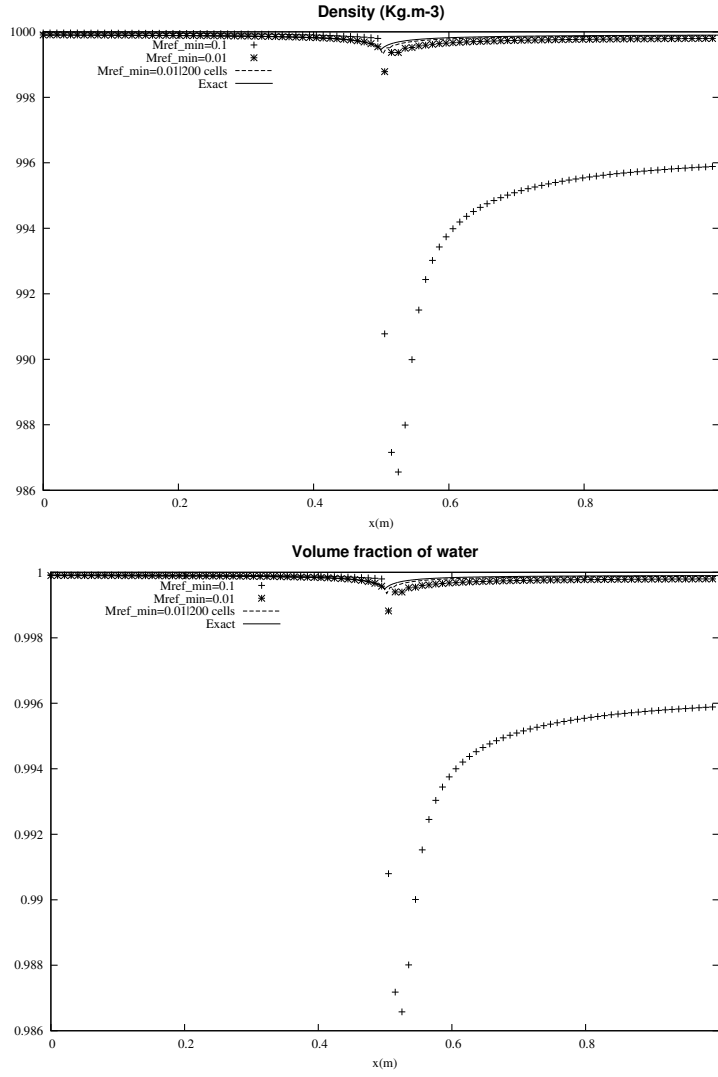 Density (Kg.m-3)
1000
998
996
994
992
990
988
986
Mref_min=0.1
Mref_min=0.01
Mref_min=0.01|200 cells
Exact
0
0.2
0.4
0.6
0.8
x(m)
Volume fraction of water
1
0.998
0.996
0.994
0.992
0.99
0.988
0.986
Mref_min=0.1
Mref_min=0.01
Mref_min=0.01|200 cells
Exact
0
0.2
0.4
0.6
0.8
x(m)